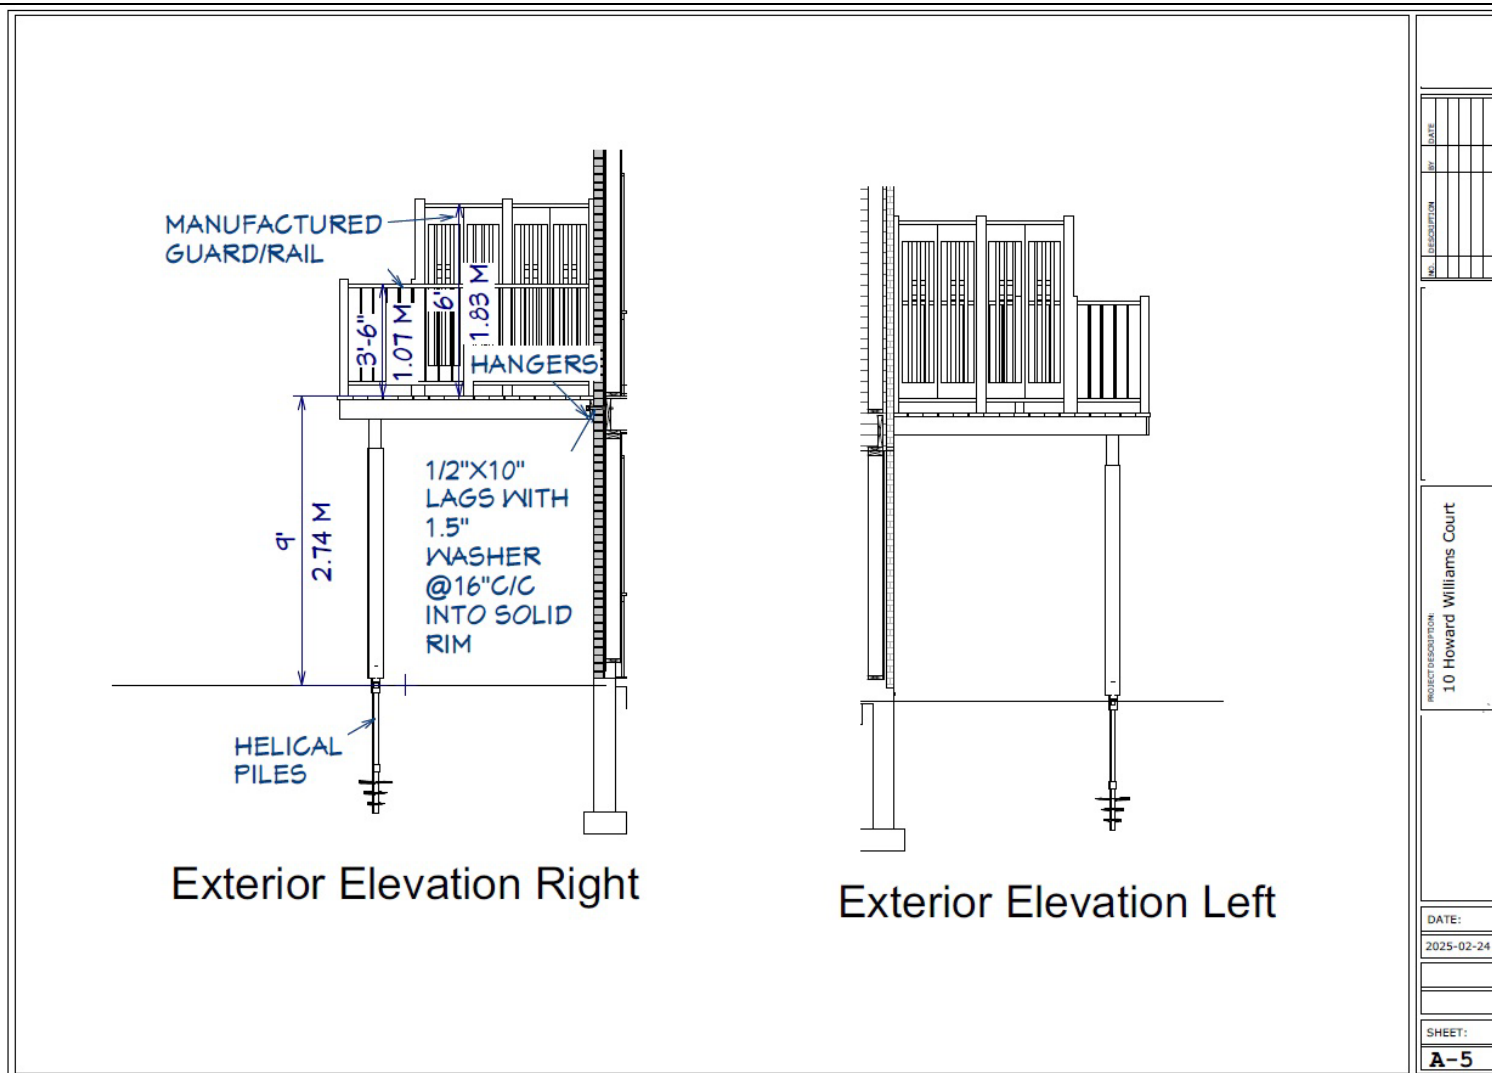 MANUFACTURED
GUARD/RAIL
3'-6"
1.07 M
6'
1.83 M
HANGERS
9'
2.74 M
1/2"X10"
LAGS WITH
1.5"
WASHER
@16"C/C
INTO SOLID
RIM
HELICAL
PILES
Exterior Elevation Right
Exterior Elevation Left
NO. DESCRIPTION BY DATE
PROJECT DESCRIPTION:
10 Howard Williams Court
DATE:
2025-02-24
SHEET:
A-5